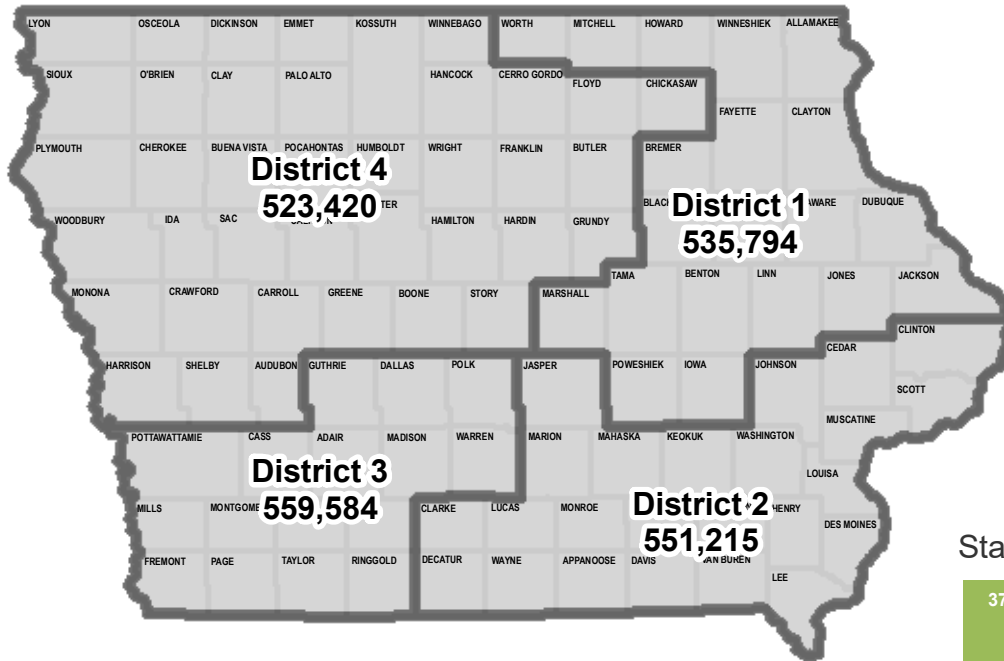 LYON OSCEOLA DICKINSON EMMET KOSSUTH WINNEBAGO WORTH MITCHELL HOWARD WINNESHIEK ALLAMAKEE
SIOUX O'BRIEN CLAY PALO ALTO HANCOCK CERRO GORDO FLOYD CHICKASAW
FAYETTE CLAYTON
PLYMOUTH CHEROKEE BUENA VISTA POCAHONTAS HUMBOLDT WRIGHT FRANKLIN BUTLER BREMER
District 4
523,420
District 1
535,794
DUBUQUE
WOODBURY IDA SAC HAMILTON HARDIN GRUNDY
TAMA BENTON LINN JONES JACKSON
MONONA CRAWFORD CARROLL GREENE BOONE STORY MARSHALL
CLINTON
HARRISON SHELBY AUDUBON GUTHRIE DALLAS POLK JASPER POWESHIEK IOWA JOHNSON CEDAR
SCOTT
MUSCATINE
POTTAWATTAMIE CASS ADAIR MADISON WARREN MARION MAHASKA KEOKUK WASHINGTON
LOUISA
District 3
559,584
District 2
551,215
MILLS CLARKE LUCAS MONROE HENRY
DES MOINES
FREMONT PAGE TAYLOR RINGGOLD DECATUR WAYNE APPANOOSE DAVIS VAN BUREN
LEE
Sta
37